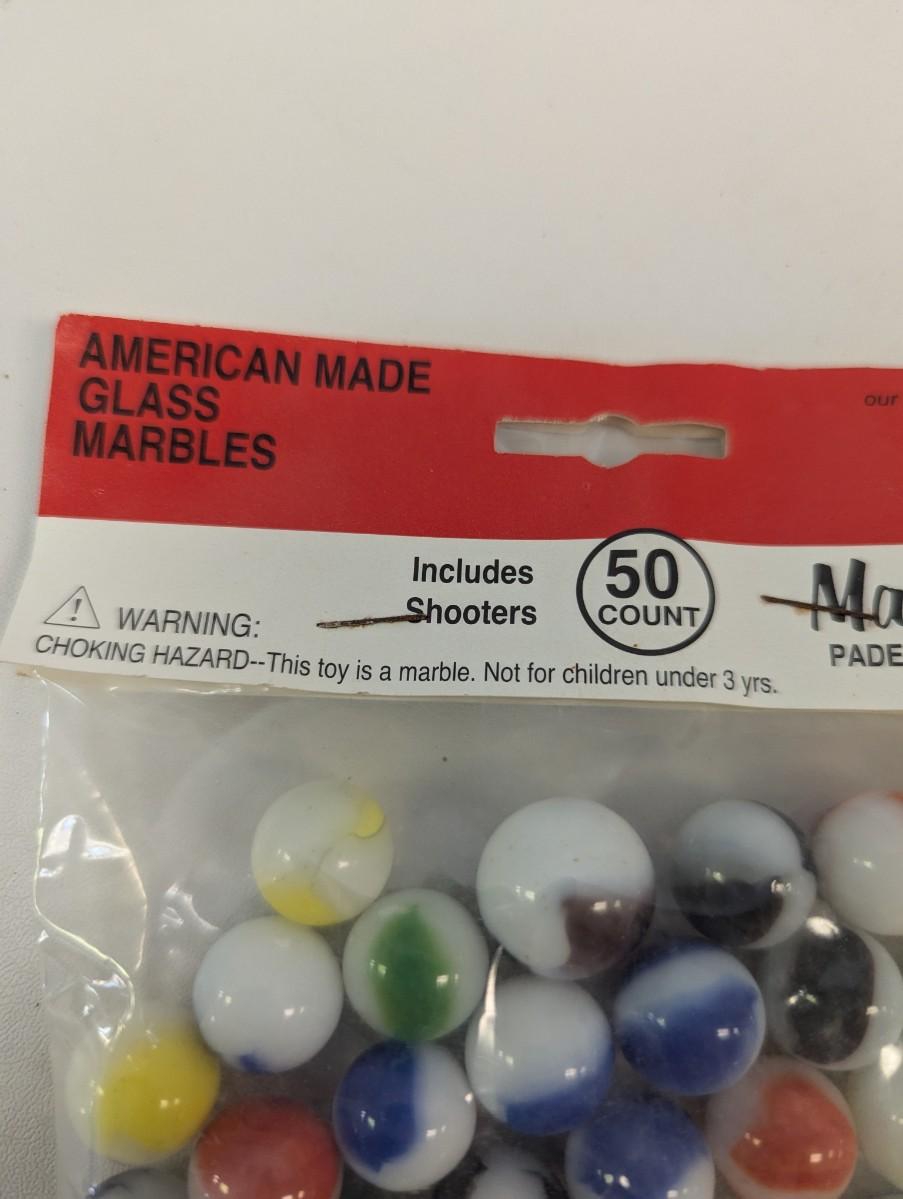 AMERICAN MADE
GLASS
MARBLES
our
Includes
Shooters
50
COUNT
WARNING:
CHOKING HAZARD--This toy is a marble. Not for children under 3 yrs.